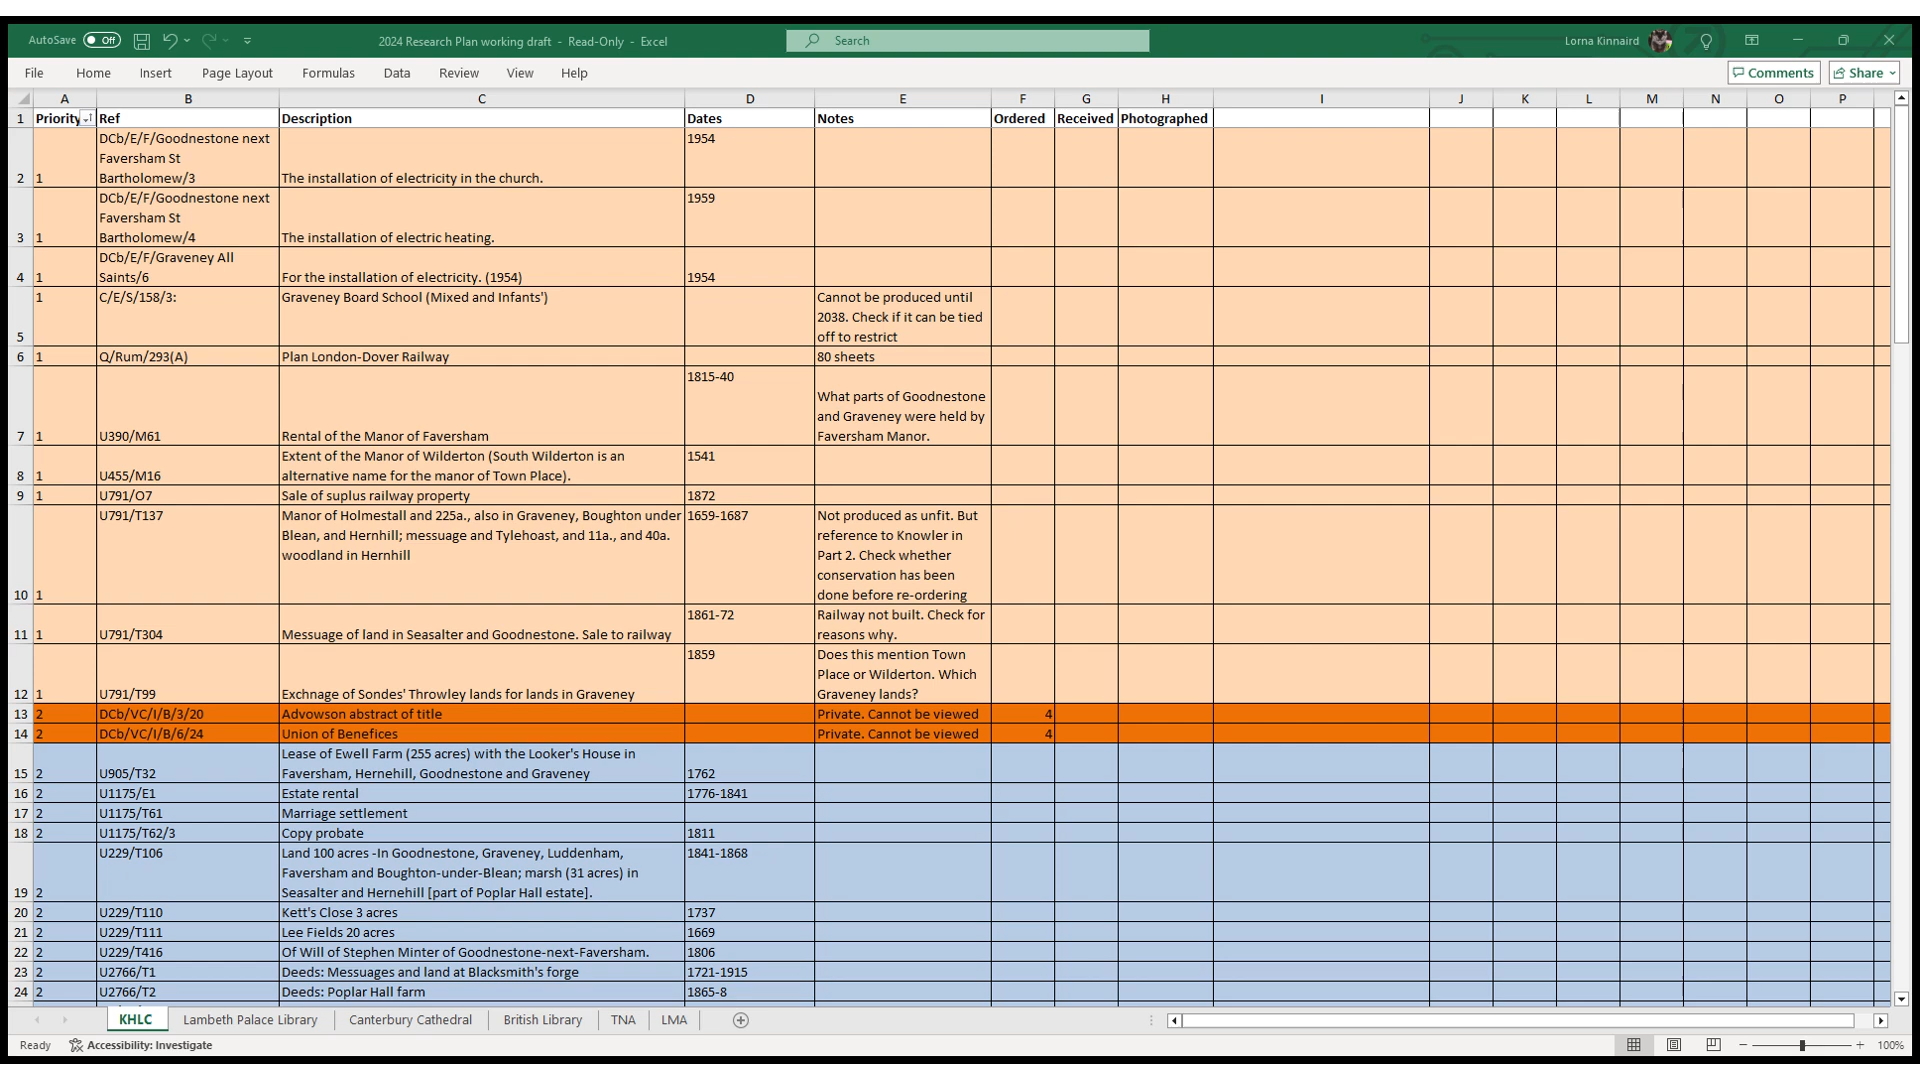 AutoSave Off 2024 Research Plan working draft - Read-Only - Excel Search Lorna Kinnaird
File Home Insert Page Layout Formulas Data Review View Help Comments Share
A B C D E F G H I J K L M N O P
1 Priority Ref Description Dates Notes Ordered Received Photographed
DCb/E/F/Goodnestone next 1954
Faversham St
2 1 Bartholomew/3 The installation of electricity in the church.
DCb/E/F/Goodnestone next 1959
Faversham St
3 1 Bartholomew/4 The installation of electric heating.
DCb/E/F/Graveney All
4 1 Saints/6 For the installation of electricity. (1954) 1954
1 C/E/S/158/3: Graveney Board School (Mixed and Infants') Cannot be produced until
2038. Check if it can be tied
5 off to restrict
6 1 Q/Rum/293(A) Plan London-Dover Railway 80 sheets
1815-40
What parts of Goodnestone
and Graveney were held by
7 1 U390/M61 Rental of the Manor of Faversham Faversham Manor.
Extent of the Manor of Wilderton (South Wilderton is an 1541
8 1 U455/M16 alternative name for the manor of Town Place).
9 1 U791/O7 Sale of suplus railway property 1872
U791/T137 Manor of Holmestall and 225a., also in Graveney, Boughton under 1659-1687 Not produced as unfit. But
Blean, and Hernhill; messuage and Tylehoast, and 11a., and 40a. reference to Knowler in
woodland in Hernhill Part 2. Check whether
conservation has been
10 1 done before re-ordering
1861-72 Railway not built. Check for
11 1 U791/T304 Messuage of land in Seasalter and Goodnestone. Sale to railway reasons why.
1859 Does this mention Town
Place or Wilderton. Which
12 1 U791/T99 Exchnage of Sondes' Throwley lands for lands in Graveney Graveney lands?
13 2 DCb/VC/I/B/3/20 Advowson abstract of title Private. Cannot be viewed 4
14 2 DCb/VC/I/B/6/24 Union of Benefices Private. Cannot be viewed 4
Lease of Ewell Farm (255 acres) with the Looker's House in
15 2 U905/T32 Faversham, Hernehill, Goodnestone and Graveney 1762
16 2 U1175/E1 Estate rental 1776-1841
17 2 U1175/T61 Marriage settlement
18 2 U1175/T62/3 Copy probate 1811
U229/T106 Land 100 acres -In Goodnestone, Graveney, Luddenham, 1841-1868
Faversham and Boughton-under-Blean; marsh (31 acres) in
19 2 Seasalter and Hernehill [part of Poplar Hall estate].
20 2 U229/T110 Kett's Close 3 acres 1737
21 2 U229/T111 Lee Fields 20 acres 1669
22 2 U229/T416 Of Will of Stephen Minter of Goodnestone-next-Faversham. 1806
23 2 U2766/T1 Deeds: Messuages and land at Blacksmith's forge 1721-1915
24 2 U2766/T2 Deeds: Poplar Hall farm 1865-8
KHLC Lambeth Palace Library Canterbury Cathedral British Library TNA LMA
Ready Accessibility: Investigate 100%